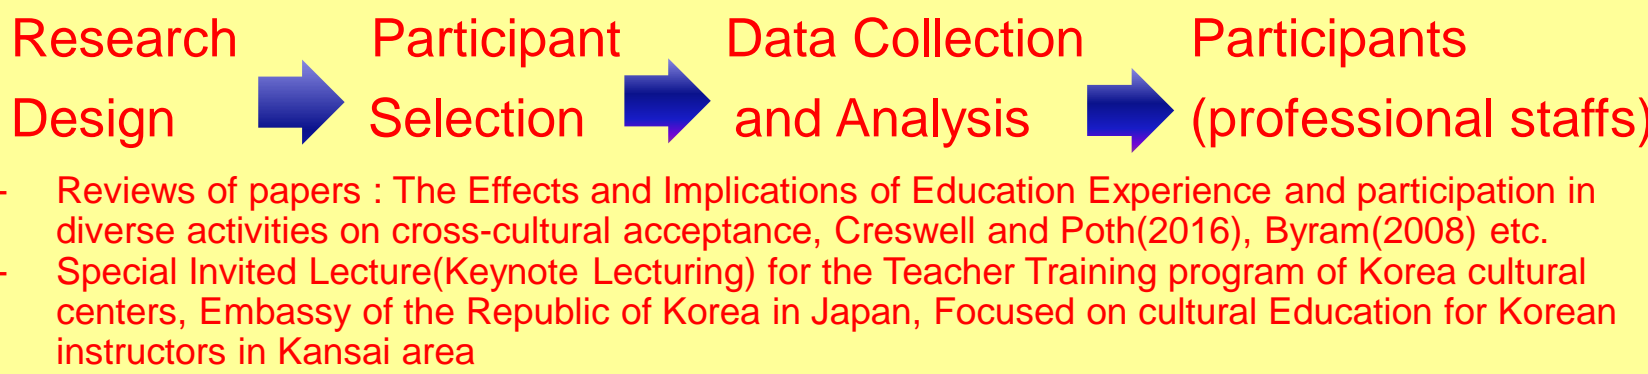 Research Participant Data Collection Participants
Design Selection and Analysis (professional staffs)
- Reviews of papers : The Effects and Implications of Education Experience and participation in
diverse activities on cross-cultural acceptance, Creswell and Poth(2016), Byram(2008) etc.
- Special Invited Lecture(Keynote Lecturing) for the Teacher Training program of Korea cultural
centers, Embassy of the Republic of Korea in Japan, Focused on cultural Education for Korean
instructors in Kansai area